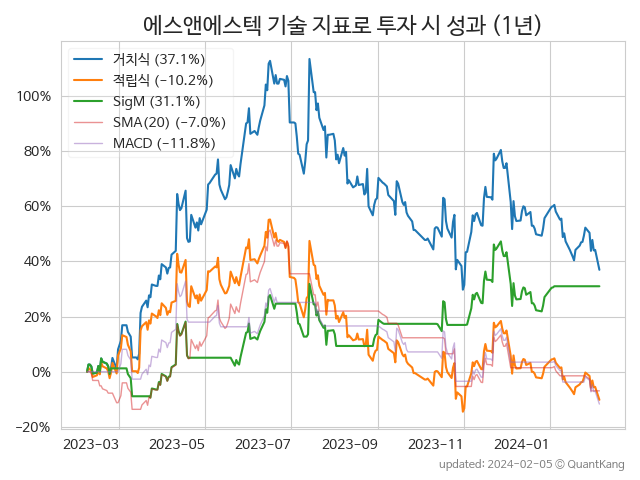 에스앤에스텍 기술 지표로 투자 시 성과 (1년)
거치식 (37.1%)
적립식 (−10.2%)
SigM (31.1%)
SMA(20) (−7.0%)
MACD (−11.8%)
100%
80%
60%
40%
20%
0%
−20%
2023-03 2023-05 2023-07 2023-09 2023-11 2024-01
updated: 2024-02-05 © QuantKang